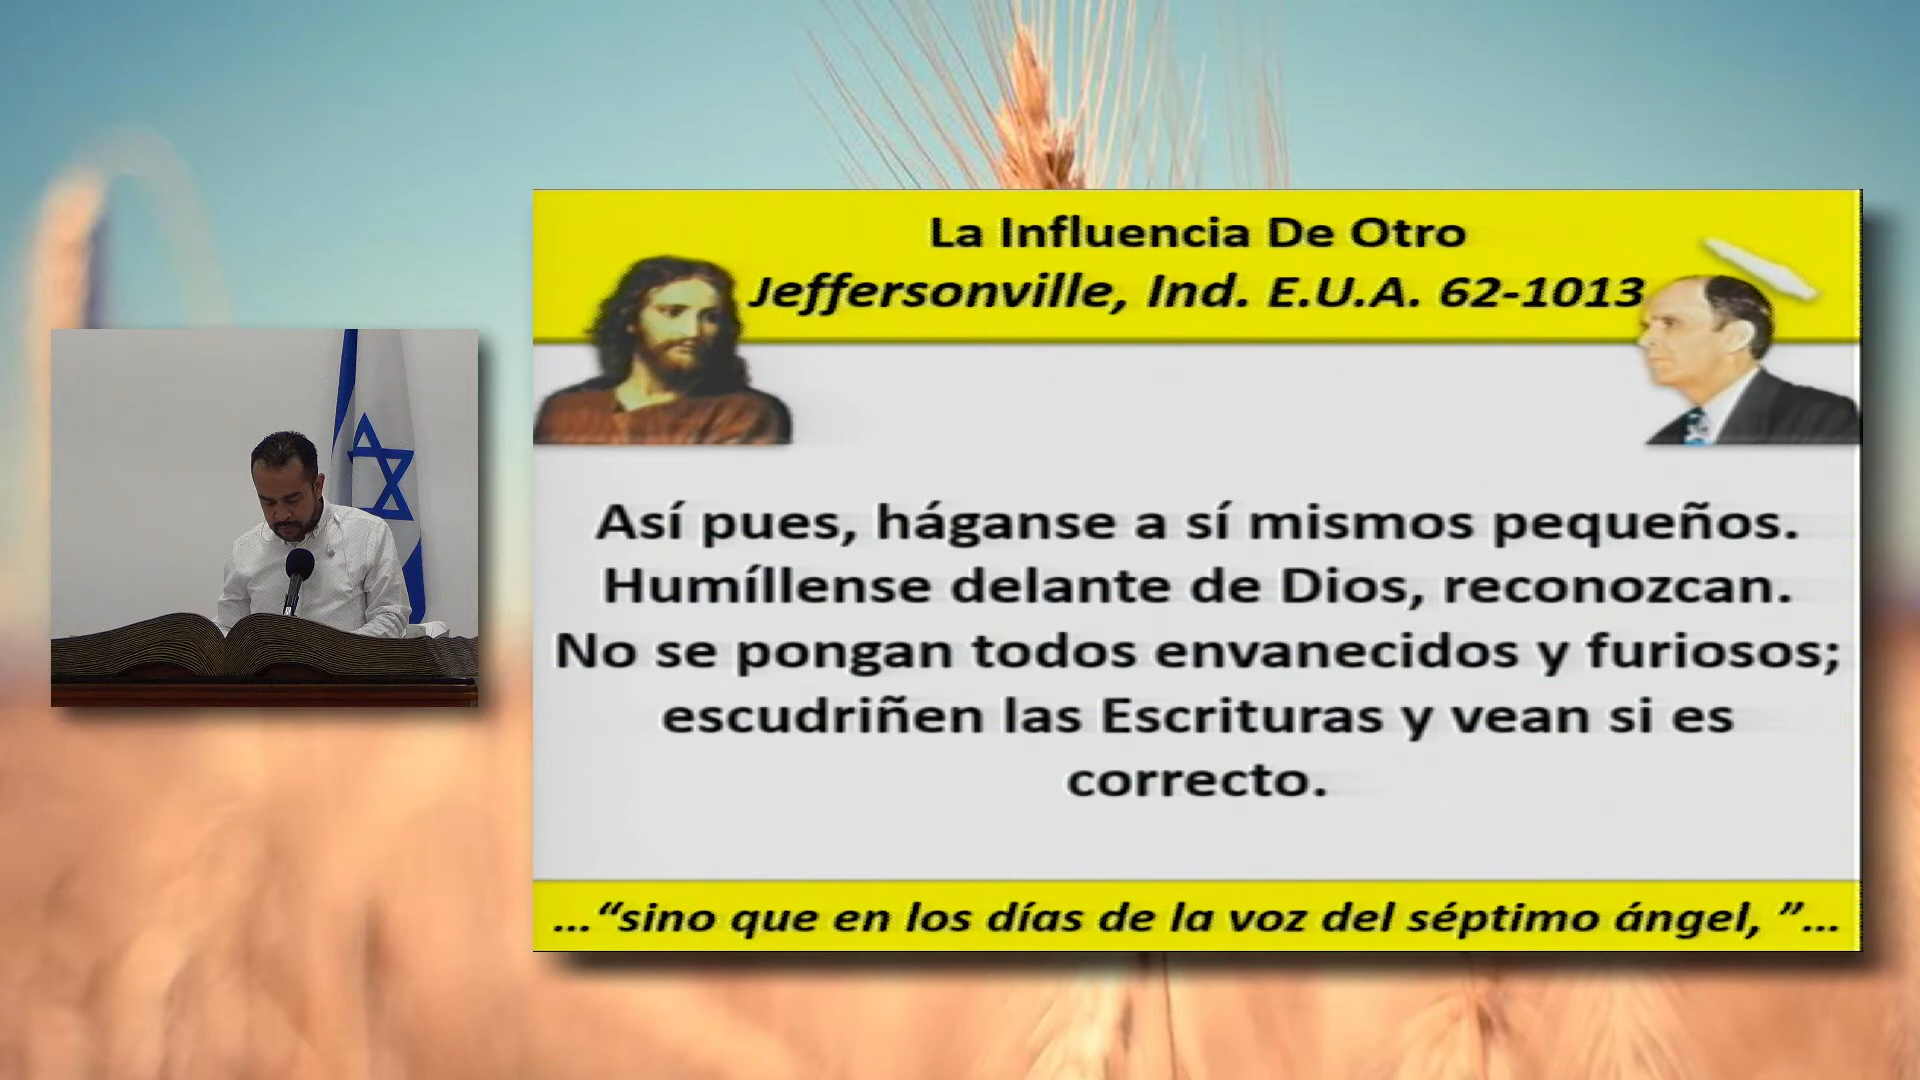 La Influencia De Otro
Jeffersonville, Ind. E.U.A. 62-1013
Así pues, háganse a sí mismos pequeños.
Humíllense delante de Dios, reconozcan.
No se pongan todos envanecidos y furiosos;
escudriñen las Escrituras y vean si es
correcto.
...“sino que en los días de la voz del séptimo ángel, ”...